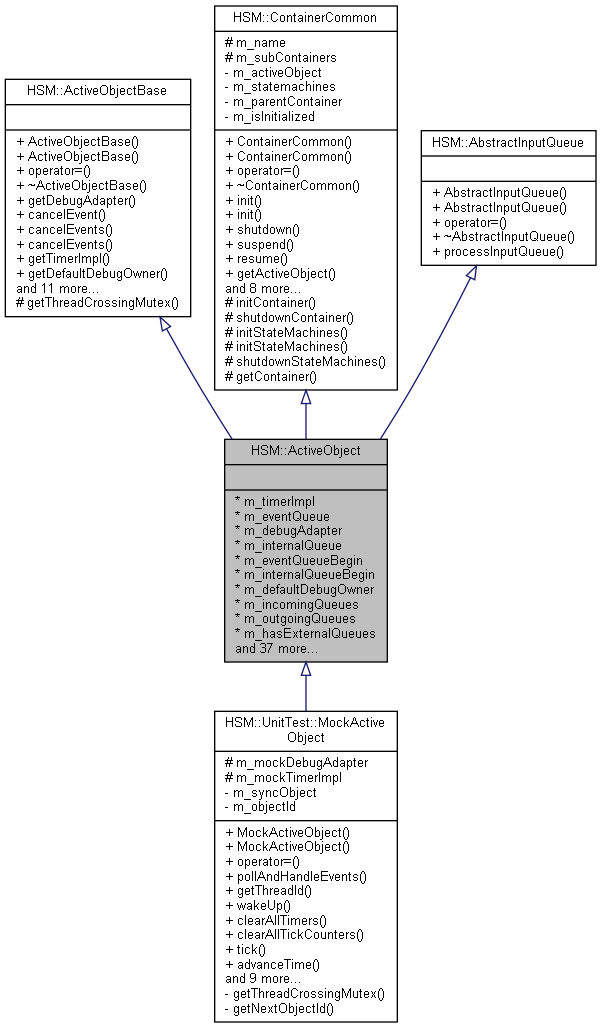 HSM::ContainerCommon
# m_name
# m_subContainers
- m_activeObject
- m_statemachines
- m_parentContainer
- m_isInitialized
+ ContainerCommon()
+ ContainerCommon()
+ operator=()
+ ~ContainerCommon()
+ init()
+ init()
+ shutdown()
+ suspend()
+ resume()
+ getActiveObject()
and 8 more...
# initContainer()
# shutdownContainer()
# initStateMachines()
# initStateMachines()
# shutdownStateMachines()
# getContainer()
HSM::ActiveObjectBase
+ ActiveObjectBase()
+ ActiveObjectBase()
+ operator=()
+ ~ActiveObjectBase()
+ getDebugAdapter()
+ cancelEvent()
+ cancelEvents()
+ cancelEvents()
+ getTimerImpl()
+ getDefaultDebugOwner()
and 11 more...
# getThreadCrossingMutex()
HSM::AbstractInputQueue
+ AbstractInputQueue()
+ AbstractInputQueue()
+ operator=()
+ ~AbstractInputQueue()
+ processInputQueue()
HSM::ActiveObject
* m_timerImpl
* m_eventQueue
* m_debugAdapter
* m_internalQueue
* m_eventQueueBegin
* m_internalQueueBegin
* m_defaultDebugOwner
* m_incomingQueues
* m_outgoingQueues
* m_hasExternalQueues
and 37 more...
HSM::UnitTest::MockActive
Object
# m_mockDebugAdapter
# m_mockTimerImpl
- m_syncObject
- m_objectId
+ MockActiveObject()
+ MockActiveObject()
+ operator=()
+ pollAndHandleEvents()
+ getThreadId()
+ wakeUp()
+ clearAllTimers()
+ clearAllTickCounters()
+ tick()
+ advanceTime()
and 9 more...
- getThreadCrossingMutex()
- getNextObjectId()